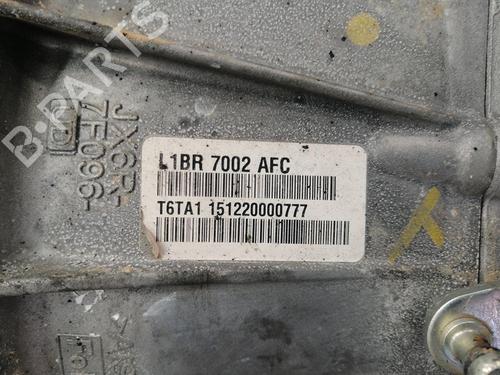 B-PARTS
JX6R-
7F096-
D
L1BR 7002 AFC
T6TA1 151220000777